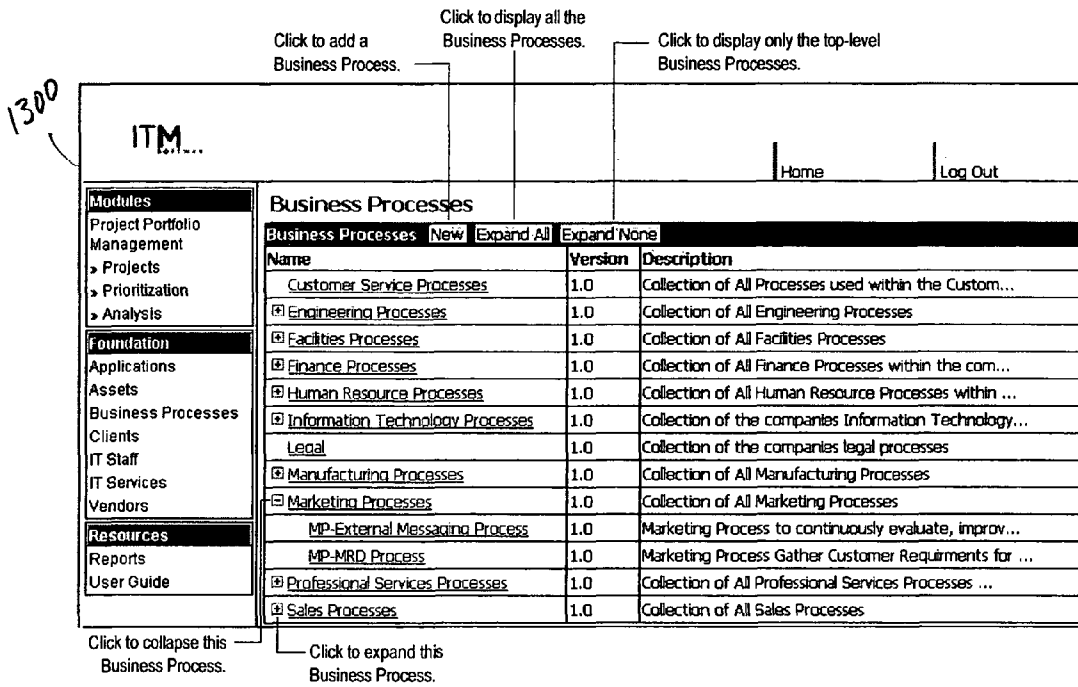 Click to add a
Business Process.
Click to display all the
Business Processes.
Click to display only the top-level
Business Processes.
1300
ITM
Home
Log Out
Modules
Project Portfolio
Management
» Projects
» Prioritization
» Analysis
Foundation
Applications
Assets
Business Processes
Clients
IT Staff
IT Services
Vendors
Resources
Reports
User Guide
Business Processes
Business Processes New Expand All Expand None
Name Version Description
Customer Service Processes 1.0 Collection of All Processes used within the Custom...
Engineering Processes 1.0 Collection of All Engineering Processes
Facilities Processes 1.0 Collection of All Facilities Processes
Finance Processes 1.0 Collection of All Finance Processes within the com...
Human Resource Processes 1.0 Collection of All Human Resource Processes within ...
Information Technology Processes 1.0 Collection of the companies Information Technology...
Legal 1.0 Collection of the companies legal processes
Manufacturing Processes 1.0 Collection of All Manufacturing Processes
Marketing Processes 1.0 Collection of All Marketing Processes
MP-External Messaging Process 1.0 Marketing Process to continuously evaluate, improv...
MP-MRD Process 1.0 Marketing Process Gather Customer Requirments for ...
Professional Services Processes 1.0 Collection of All Professional Services Processes ...
Sales Processes 1.0 Collection of All Sales Processes
Click to collapse this
Business Process.
Click to expand this
Business Process.